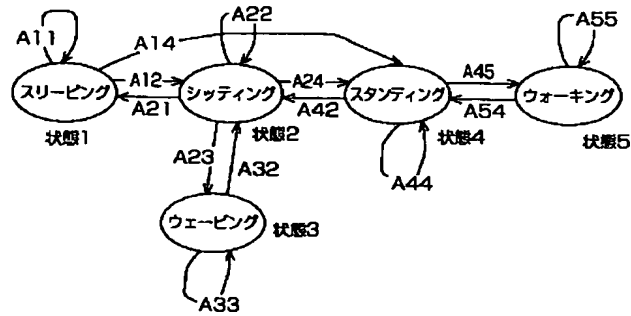 A11
A14
A22
A55
スリーピング
A12
シッティング
A24
スタンディング
A45
ウォーキング
A21
A42
A54
状態1
状態2
状態4
状態5
A23
A32
A44
ウェービング
状態3
A33